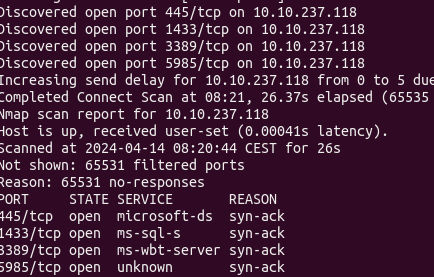 Discovered open port 445/tcp on 10.10.237.118
Discovered open port 1433/tcp on 10.10.237.118
Discovered open port 3389/tcp on 10.10.237.118
Discovered open port 5985/tcp on 10.10.237.118
Increasing send delay for 10.10.237.118 from 0 to 5 due
Completed Connect Scan at 08:21, 26.37s elapsed (65535
Nmap scan report for 10.10.237.118
Host is up, received user-set (0.00041s latency).
Scanned at 2024-04-14 08:20:44 CEST for 26s
Not shown: 65531 filtered ports
Reason: 65531 no-responses
PORT     STATE SERVICE       REASON
445/tcp  open  microsoft-ds  syn-ack
1433/tcp open  ms-sql-s      syn-ack
3389/tcp open  ms-wbt-server syn-ack
5985/tcp open  unknown       syn-ack